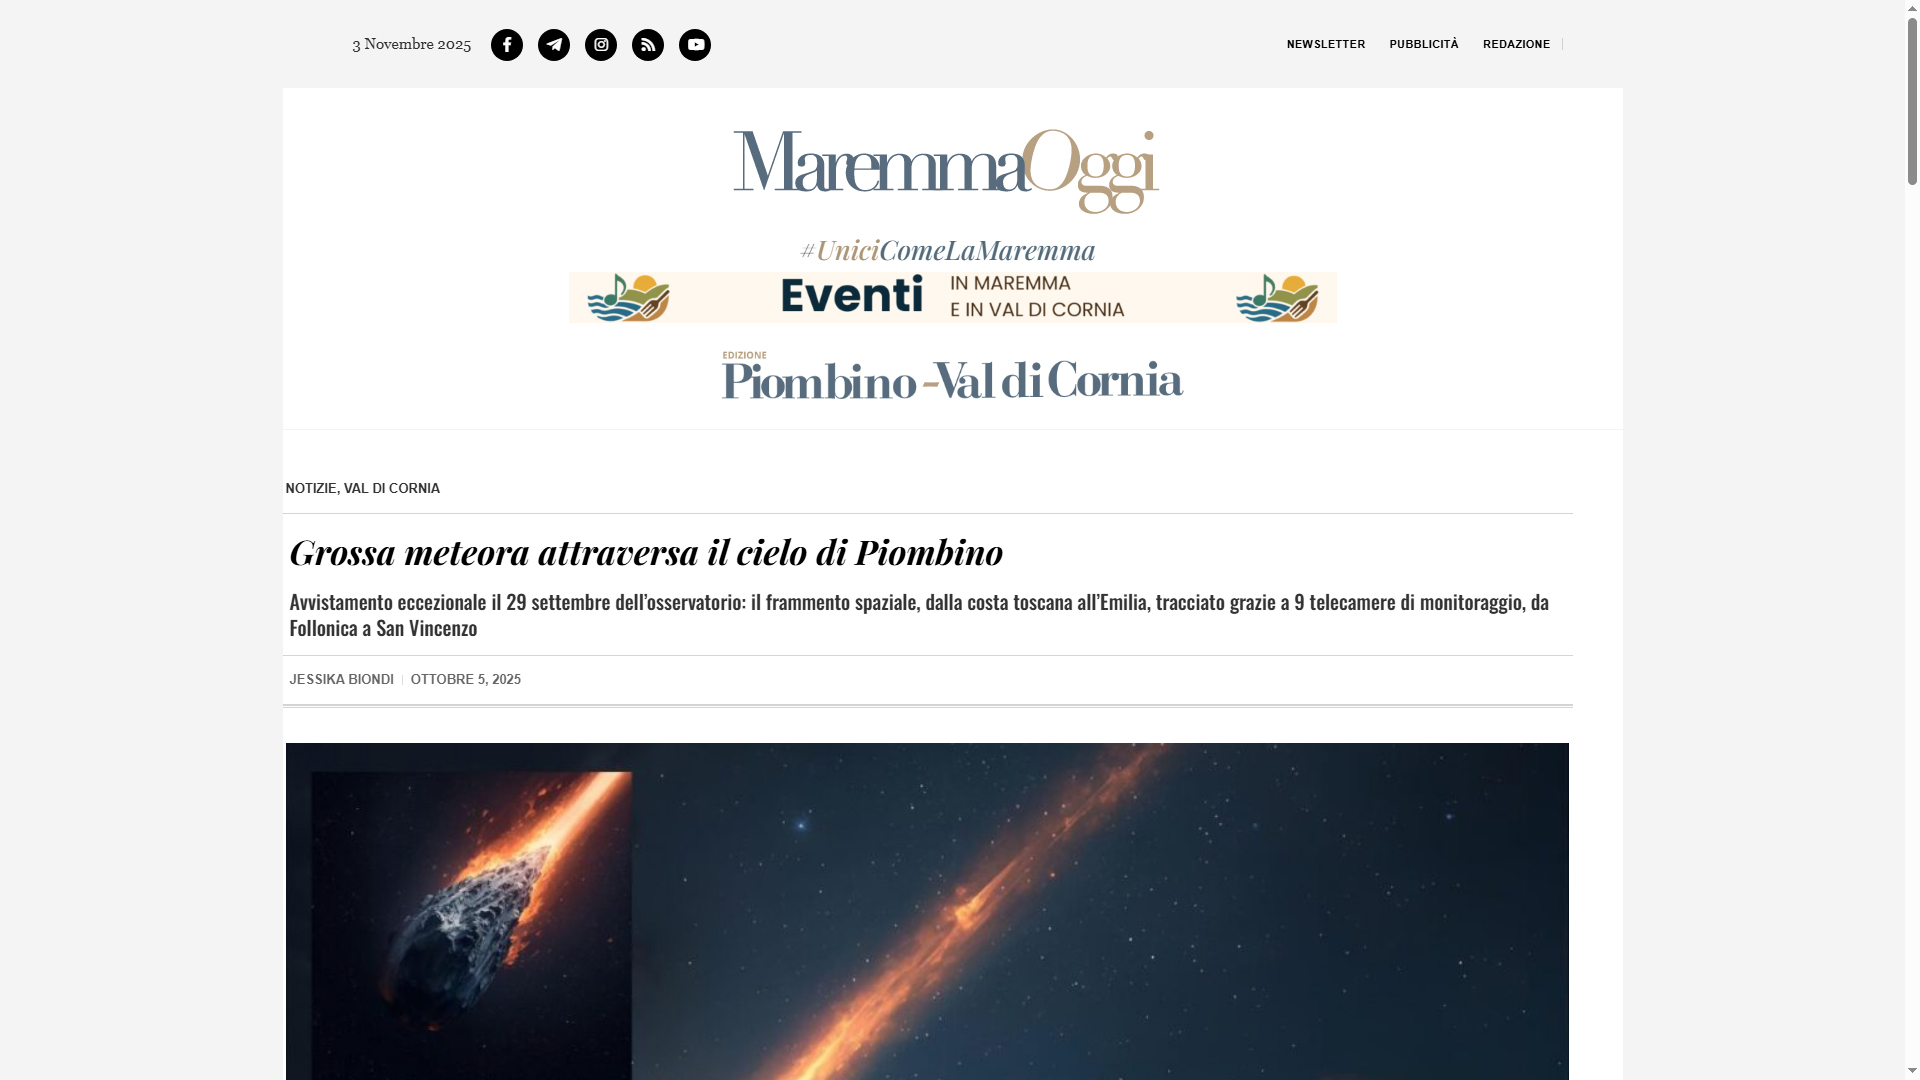 3 Novembre 2025
NEWSLETTER
PUBBLICITÀ
REDAZIONE
MaremmaOggi
#UniciComeLaMaremma
Eventi
IN MAREMMA
E IN VAL DI CORNIA
EDIZIONE
Piombino -Val di Cornia
NOTIZIE, VAL DI CORNIA
Grossa meteora attraversa il cielo di Piombino
Avvistamento eccezionale il 29 settembre dell’osservatorio: il frammento spaziale, dalla costa toscana all’Emilia, tracciato grazie a 9 telecamere di monitoraggio, da
Follonica a San Vincenzo
JESSIKA BIONDI
OTTOBRE 5, 2025